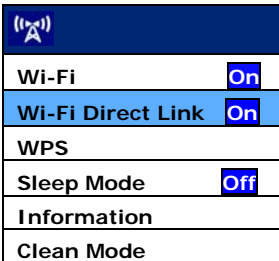 Wi-Fi On
Wi-Fi Direct Link On
WPS
Sleep Mode Off
Information
Clean Mode